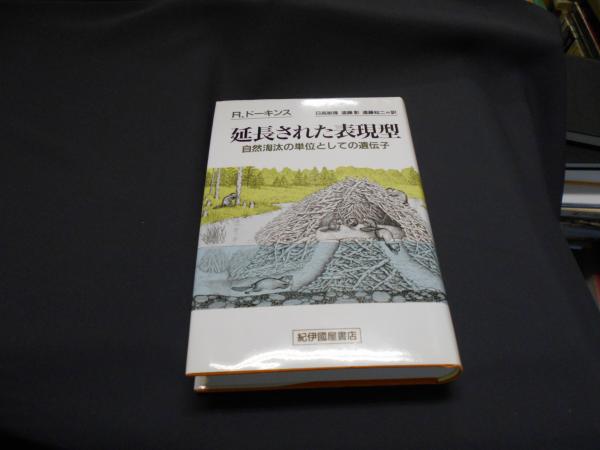 R.ドーキンス 日高敏隆 遠藤彰 遠藤知二=訳
延長された表現型
自然淘汰の単位としての遺伝子
紀伊國屋書店